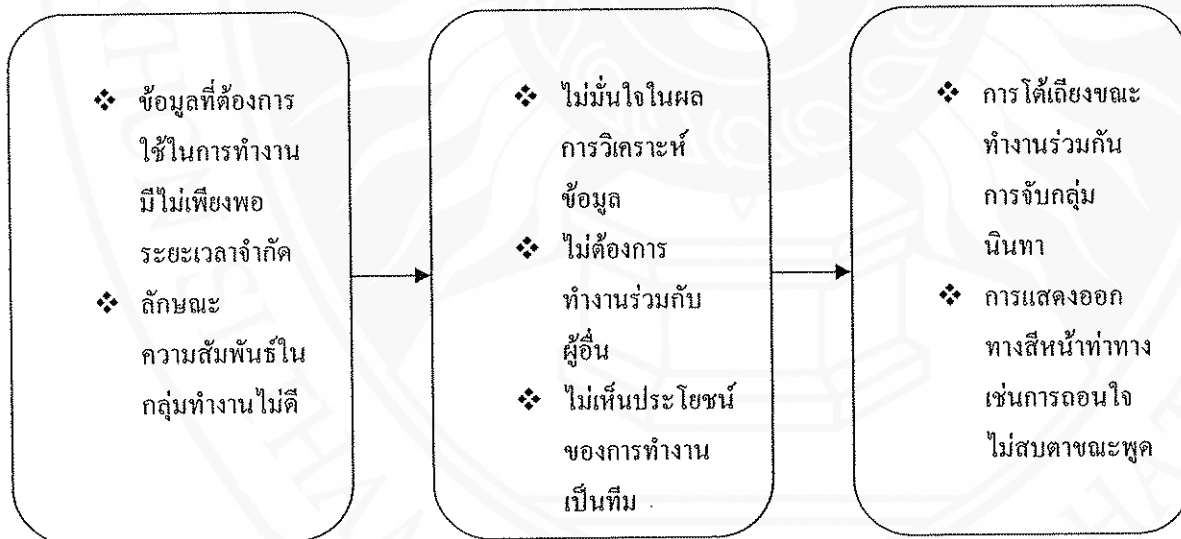 ❖ ข้อมูลที่ต้องการ
ใช้ในการทำงาน
มีไม่เพียงพอ
ระยะเวลาจำกัด
❖ ลักษณะ
ความสัมพันธ์ใน
กลุ่มทำงานไม่ดี
❖ ไม่มั่นใจในผล
การวิเคราะห์
ข้อมูล
❖ ไม่ต้องการ
ทำงานร่วมกับ
ผู้อื่น
❖ ไม่เห็นประโยชน์
ของการทำงาน
เป็นทีม
❖ การโต้เถียงขณะ
ทำงานร่วมกัน
การจับกลุ่ม
นินทา
❖ การแสดงออก
ทางสีหน้าท่าทาง
เช่นการถอนใจ
ไม่สบตาขณะพูด